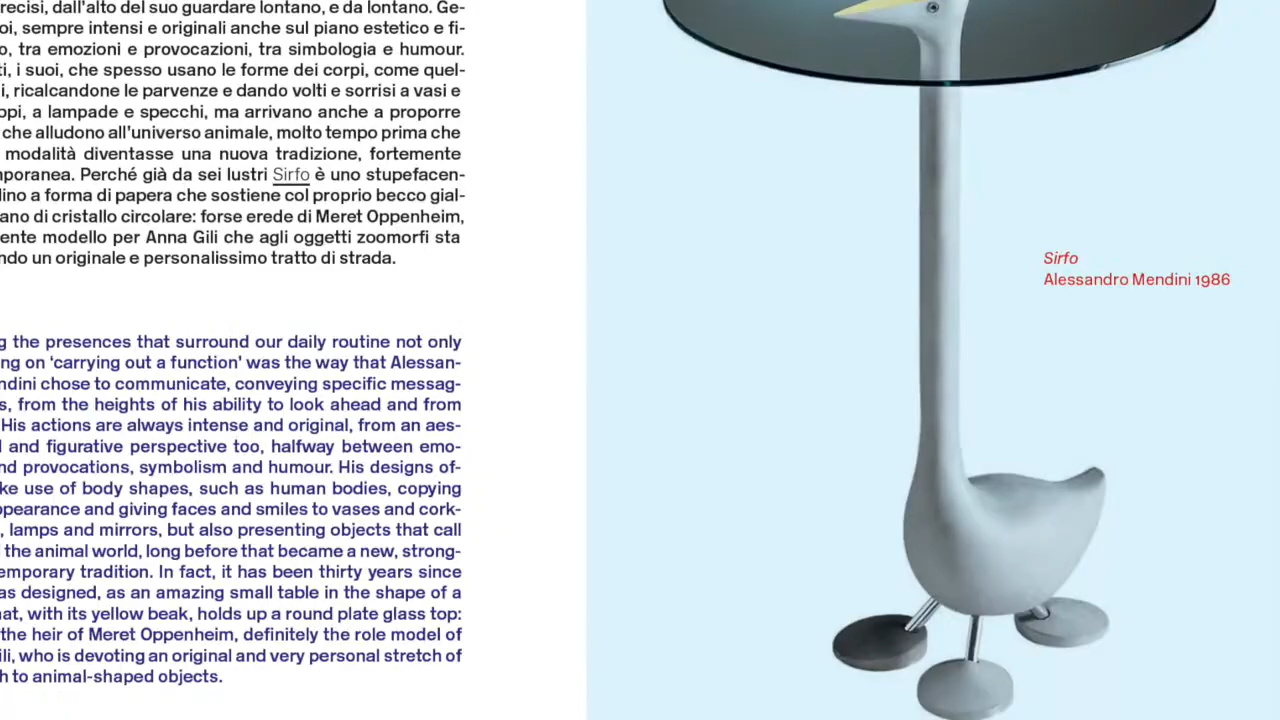 recisi, dall'alto del suo guardare lontano, e da lontano. Ge-
oi, sempre intensi e originali anche sul piano estetico e fi-
o, tra emozioni e provocazioni, tra simbologia e humour.
ti, i suoi, che spesso usano le forme dei corpi, come quel-
i, ricalcandone le parvenze e dando volti e sorrisi a vasi e
ppi, a lampade e specchi, ma arrivano anche a proporre
che alludono all'universo animale, molto tempo prima che
modalità diventasse una nuova tradizione, fortemente
nporanea. Perché già da sei lustri Sirfo è uno stupefacen-
lino a forma di papera che sostiene col proprio becco gial-
ano di cristallo circolare: forse erede di Meret Oppenheim,
ente modello per Anna Gili che agli oggetti zoomorfi sta
ndo un originale e personalissimo tratto di strada.
g the presences that surround our daily routine not only
ng on ‘carrying out a function’ was the way that Alessan-
ndini chose to communicate, conveying specific messag-
s, from the heights of his ability to look ahead and from
His actions are always intense and original, from an aes-
l and figurative perspective too, halfway between emo-
nd provocations, symbolism and humour. His designs of-
ke use of body shapes, such as human bodies, copying
ppearance and giving faces and smiles to vases and cork-
, lamps and mirrors, but also presenting objects that call
the animal world, long before that became a new, strong-
emporary tradition. In fact, it has been thirty years since
as designed, as an amazing small table in the shape of a
hat, with its yellow beak, holds up a round plate glass top:
the heir of Meret Oppenheim, definitely the role model of
ili, who is devoting an original and very personal stretch of
h to animal-shaped objects.
Sirfo
Alessandro Mendini 1986